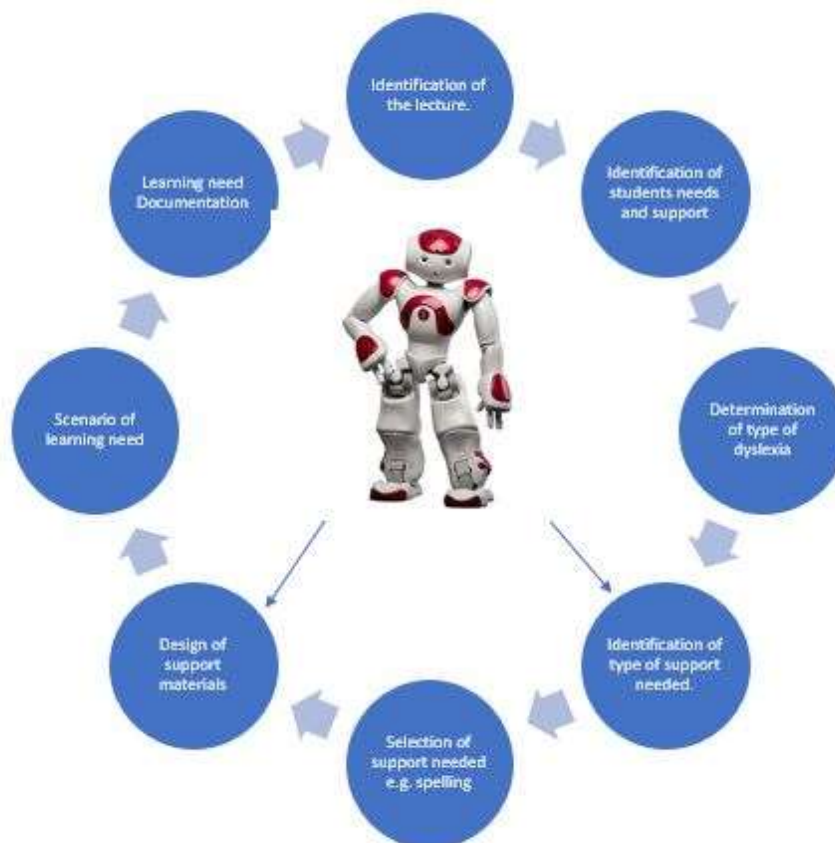 Identification of
the lecture.
Identification of
students needs
and support
Determination
of type of
dyslexia
Identification of
type of support
needed.
Selection of
support needed
e.g. spelling
Design of
support
materials
Scenario of
learning need
Learning need
Documentation